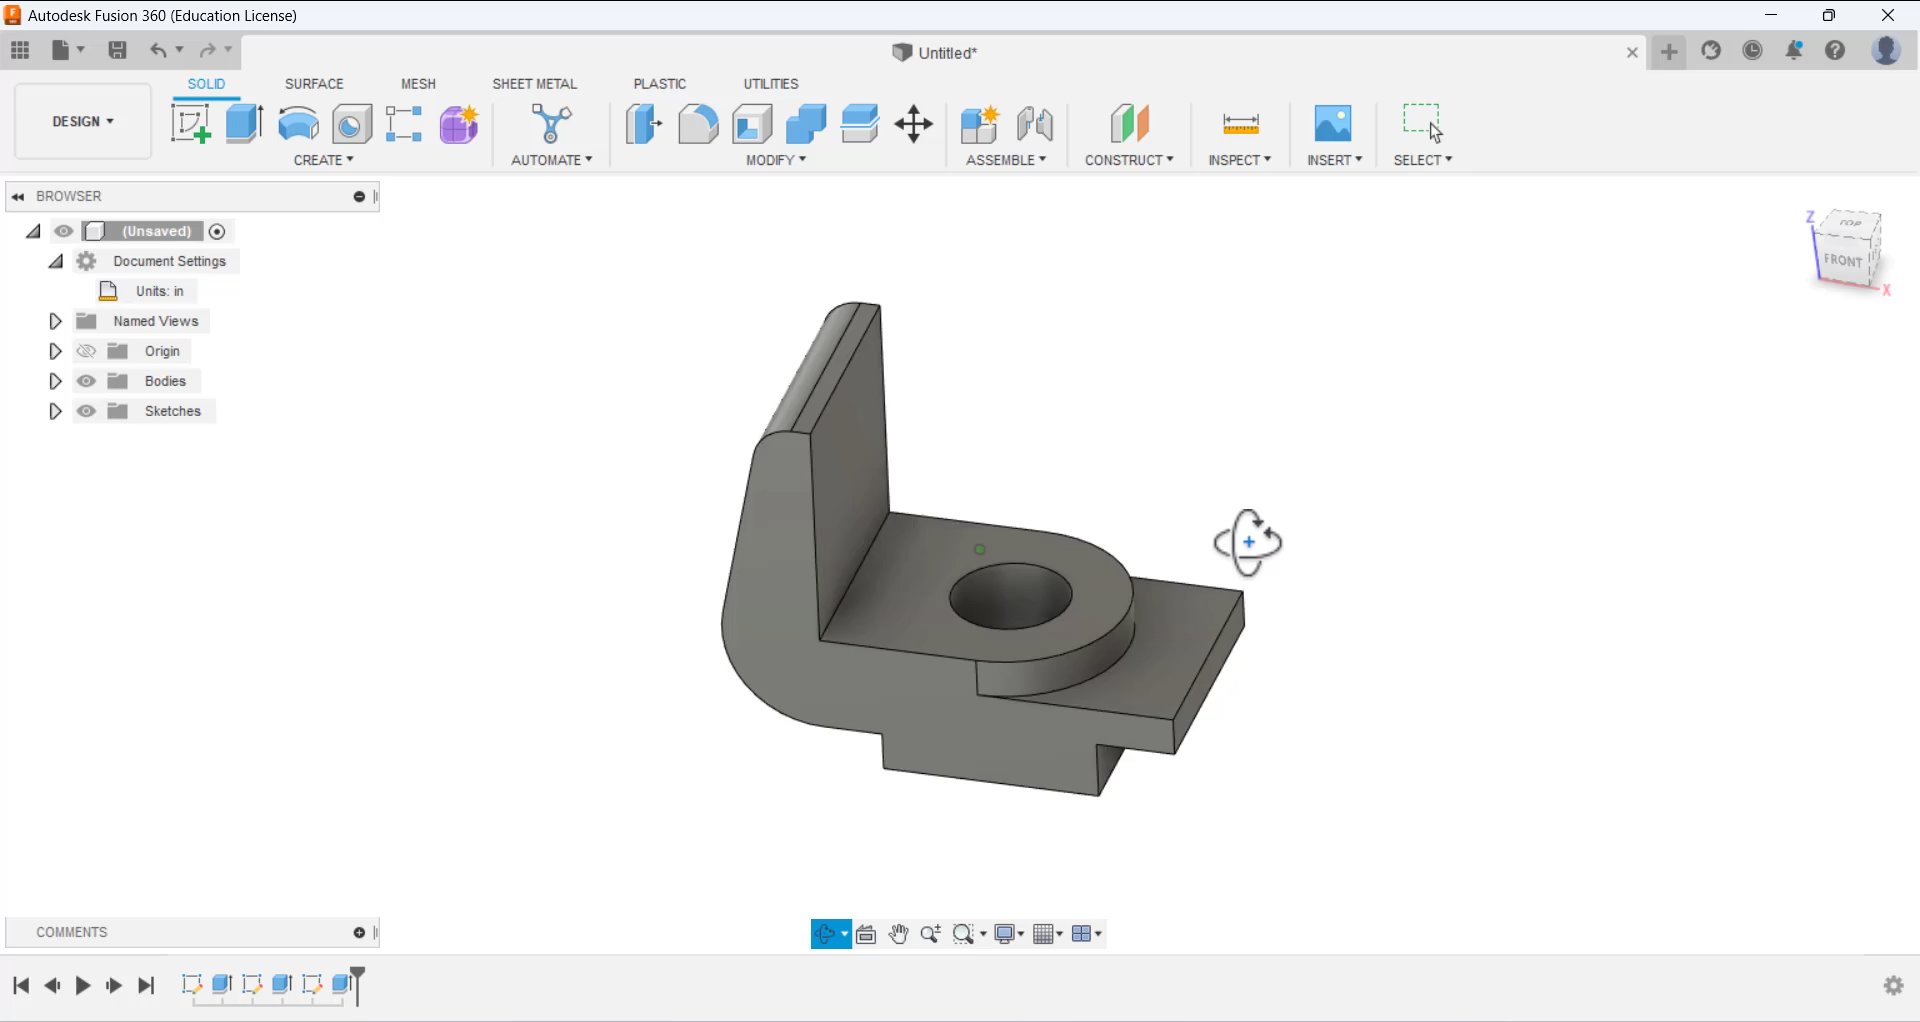 Autodesk Fusion 360 (Education License)
Untitled*
DESIGN
SOLID
SURFACE
MESH
SHEET METAL
PLASTIC
UTILITIES
CREATE
AUTOMATE
MODIFY
ASSEMBLE
CONSTRUCT
INSPECT
INSERT
SELECT
BROWSER
(Unsaved)
Document Settings
Units: in
Named Views
Origin
Bodies
Sketches
Z
TOP
FRONT
X
COMMENTS